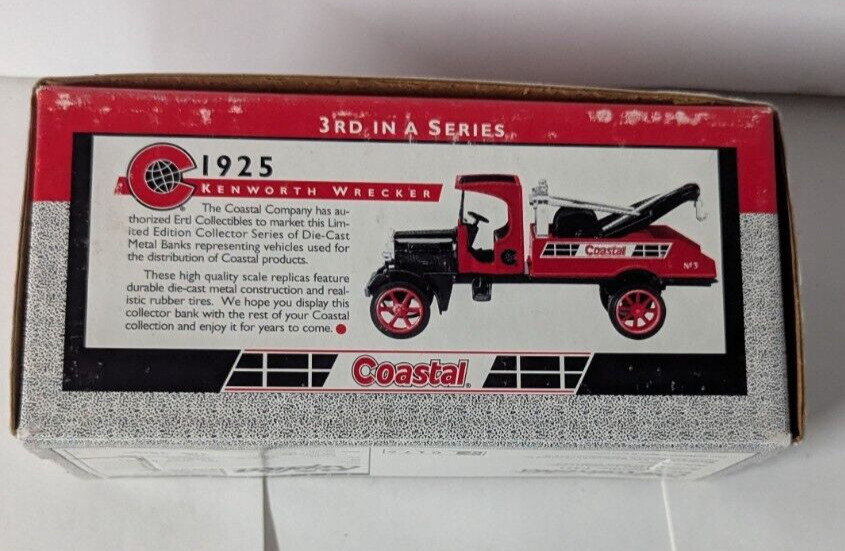 3RD IN A SERIES
1925
KENWORTH WRECKER
The Coastal Company has au-
thorized Ertl Collectibles to market this Lim-
ited Edition Collector Series of Die-Cast
Metal Banks representing vehicles used for
the distribution of Coastal products.
These high quality scale replicas feature
durable die-cast metal construction and real-
istic rubber tires. We hope you display this
collector bank with the rest of your Coastal
collection and enjoy it for years to come.
Coastal
Nº3
Coastal®